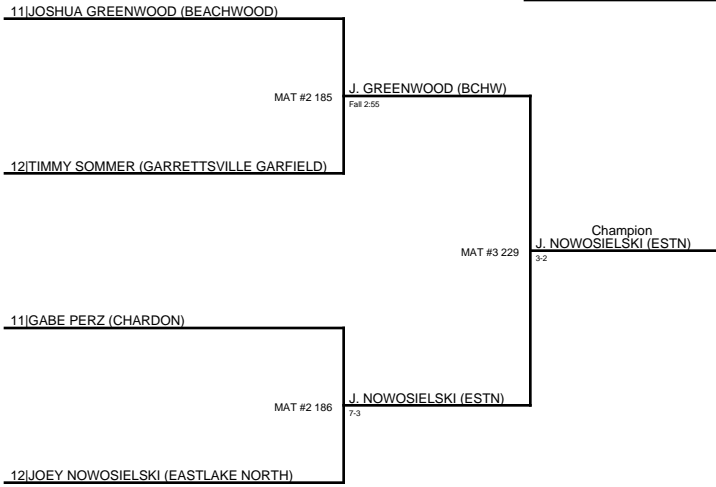 11|JOSHUA GREENWOOD (BEACHWOOD)
MAT #2 185
J. GREENWOOD (BCHW)
Fall 2:55
12|TIMMY SOMMER (GARRETTSVILLE GARFIELD)
MAT #3 229
Champion
J. NOWOSIELSKI (ESTN)
3-2
11|GABE PERZ (CHARDON)
MAT #2 186
J. NOWOSIELSKI (ESTN)
7-3
12|JOEY NOWOSIELSKI (EASTLAKE NORTH)